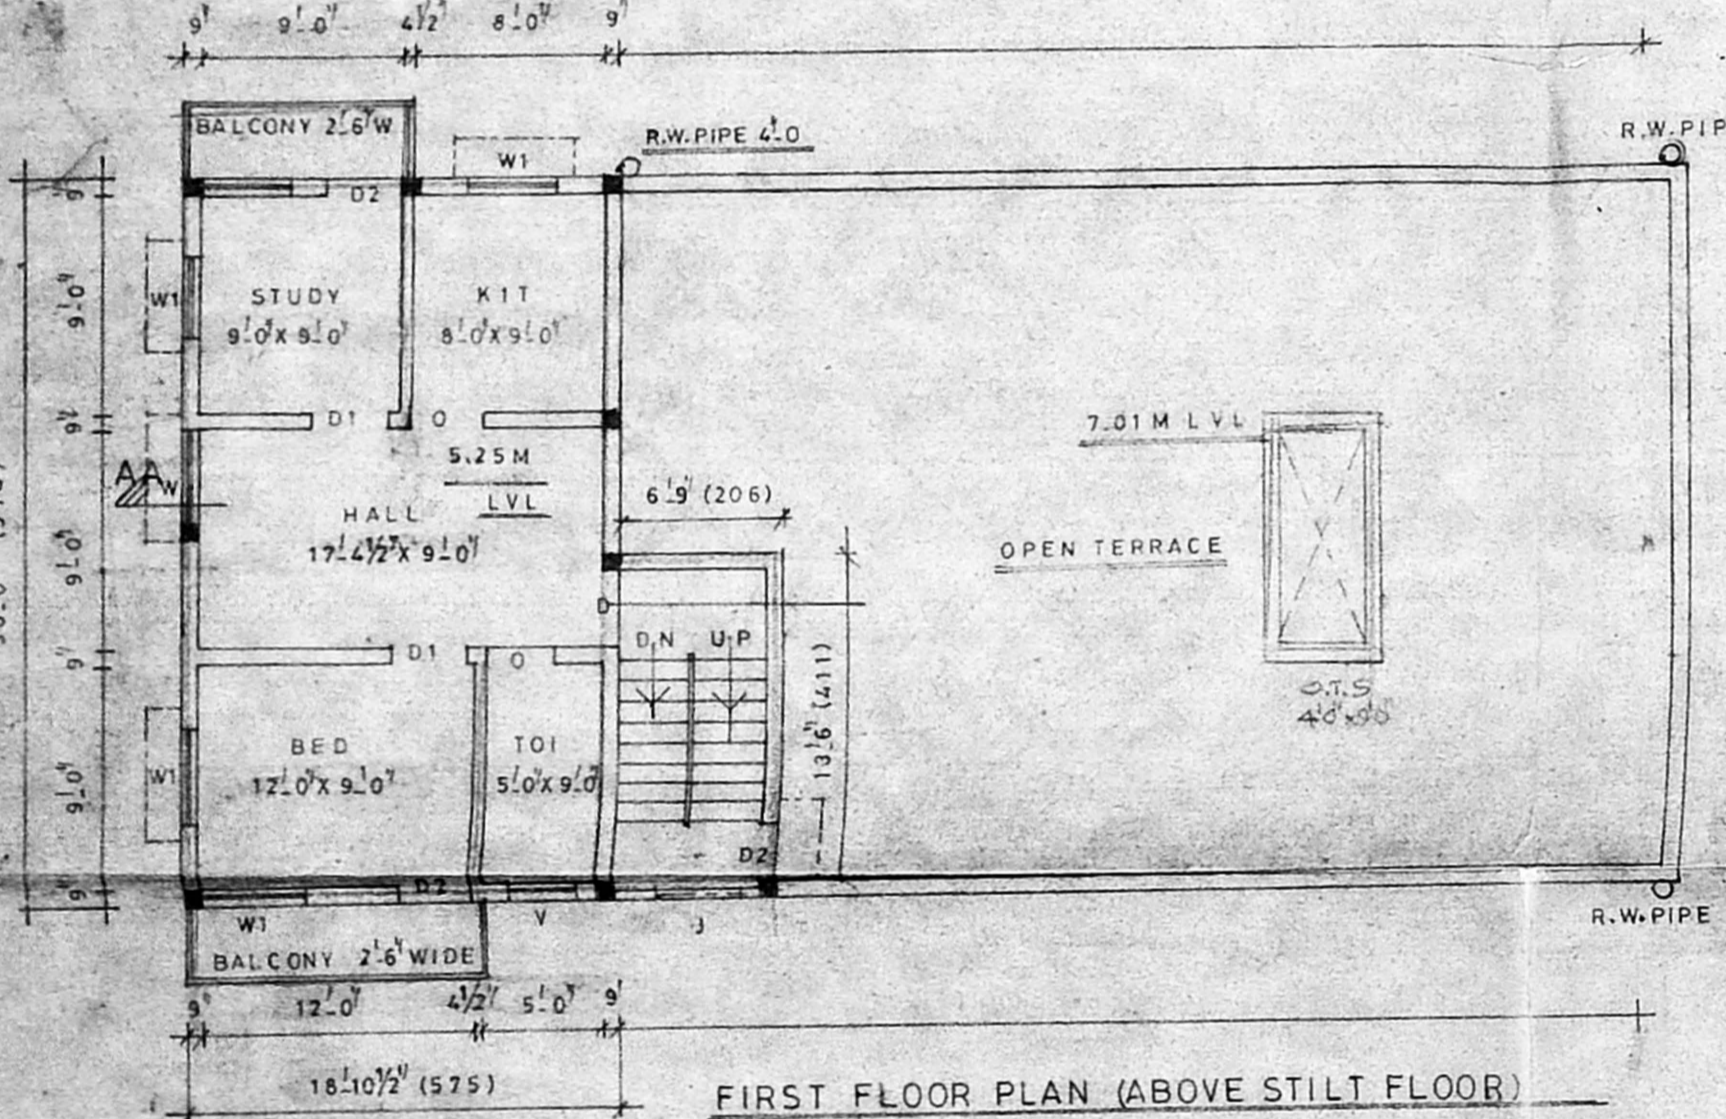 9" 9'-0" 4½" 8'-0" 9"
BALCONY 2'-6" W
R.W.PIPE 4'-0
R.W.PIP
W1
D2
9"
9'-0"
W1
STUDY
9'-0" X 9'-0"
KIT
8'-0" X 9'-0"
9"
D1
O
5.25M
LVL
A A
W
HALL
17'-4½" X 9'-0"
6'-9" (206)
7.01 M LVL
OPEN TERRACE
9'-0"
D
DN UP
9"
D1
O
13'-6" (411)
O.T.S
4'0" x 9'0"
9'-0"
W1
BED
12'-0" X 9'-0"
TOI
5'-0" X 9'-0"
D2
9"
D2
W1
V
J
R.W.PIPE
BALCONY 2'-6" WIDE
9" 12'-0" 4½" 5'-0" 9"
18'-10½" (575)
FIRST FLOOR PLAN (ABOVE STILT FLOOR)